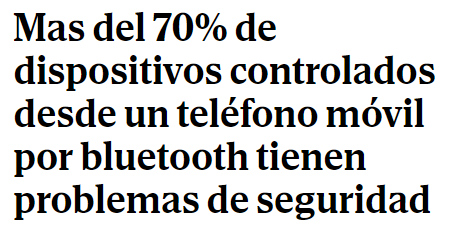 Mas del 70% de
dispositivos controlados
desde un teléfono móvil
por bluetooth tienen
problemas de seguridad